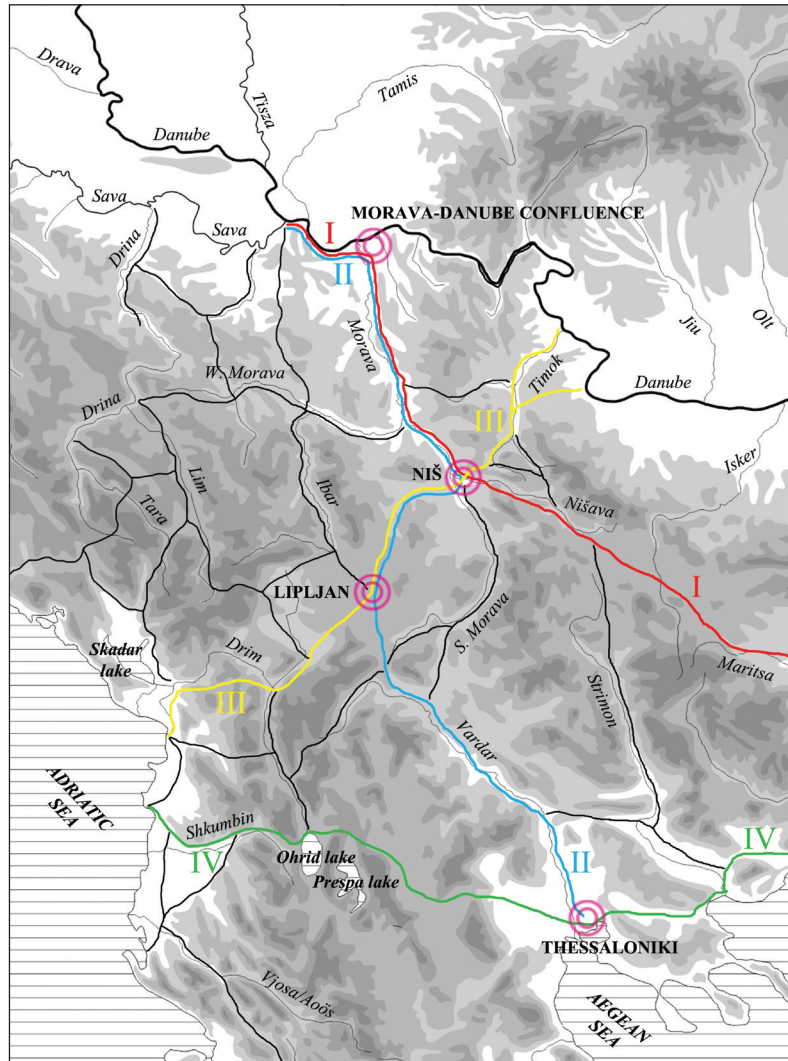 Drava
Tisza
Tamis
Danube
Sava
Sava
Drina
MORAVA-DANUBE CONFLUENCE
I
II
Morava
Jiu
Olt
W. Morava
Timok
Danube
Drina
III
Isker
Lim
Ibar
NIŠ
Nišava
Tara
LIPLJAN
I
S. Morava
Drim
Skadar
lake
Maritsa
III
Strimon
Vardar
ADRIATIC
SEA
Shkumbin
IV
IV
Ohrid lake
II
Prespa lake
THESSALONIKI
Vjosa/Aoös
AEGEAN
SEA